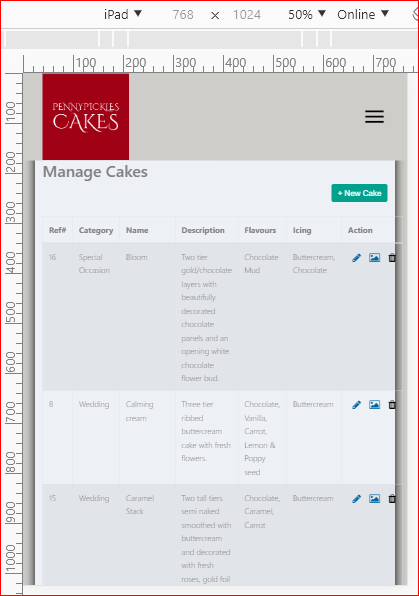 iPad ▼ 768 × 1024 50% ▼ Online ▼
100 200 300 400 500 600 700
100
200
300
400
500
600
700
800
900
1000
PENNYPICKLES
CAKES
Manage Cakes
+ New Cake
Ref# Category Name Description Flavours Icing Action
16 Special Bloom Two tier Chocolate Buttercream,
Occasion gold/chocolate Mud Chocolate
layers with
beautifully
decorated
chocolate
panels and an
opening white
chocolate
flower bud.
8 Wedding Calming Three tier Chocolate, Buttercream
cream ribbed Vanilla,
buttercream Carrot,
cake with fresh Lemon &
flowers. Poppy
seed
15 Wedding Caramel Two tall tiers Chocolate, Buttercream
Stack semi naked Caramel,
smoothed with Carrot
buttercream
and decorated
with fresh
roses, gold foil